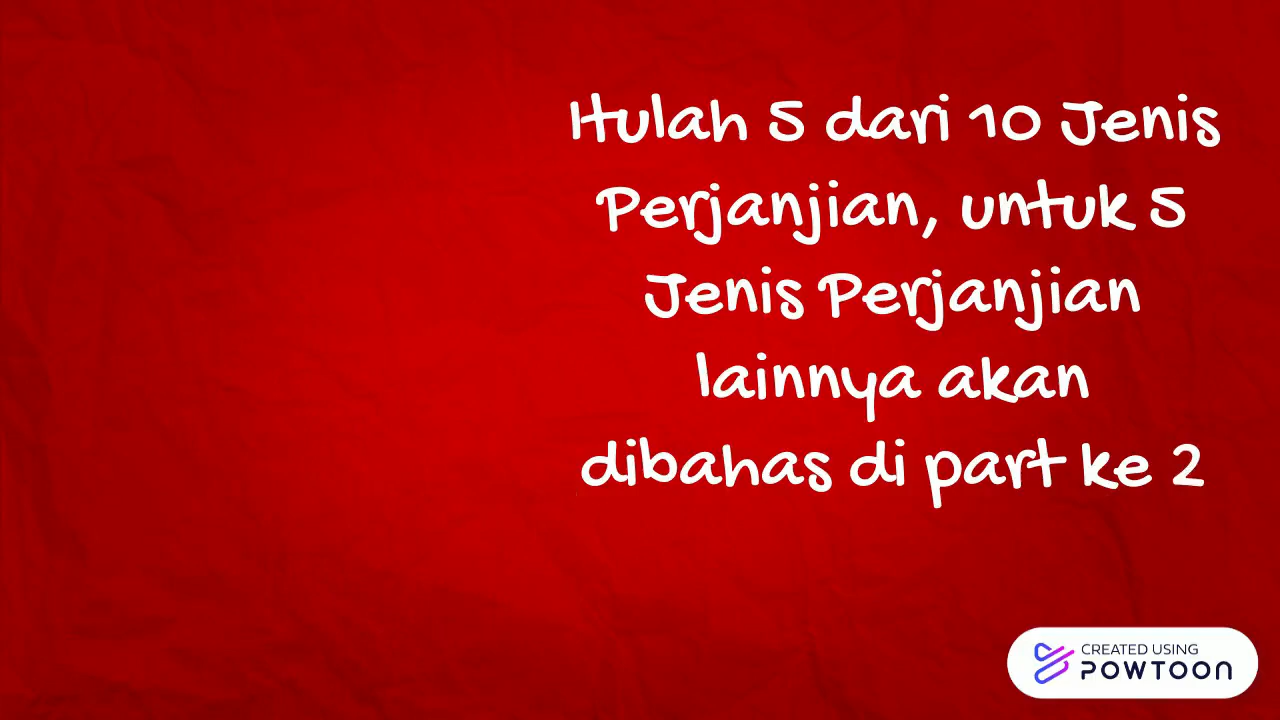 Itulah 5 dari 10 Jenis
Perjanjian, untuk 5
Jenis Perjanjian
lainnya akan
dibahas di part ke 2
CREATED USING
POWTOON